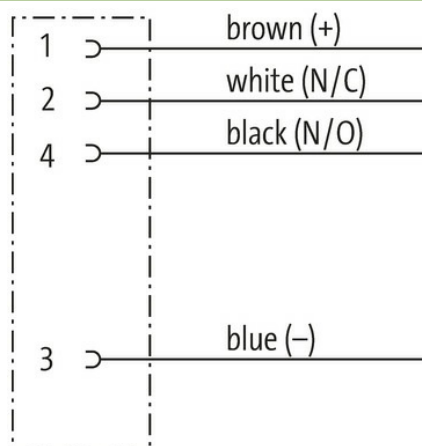 1 brown (+)
2 white (N/C)
4 black (N/O)
3 blue (–)